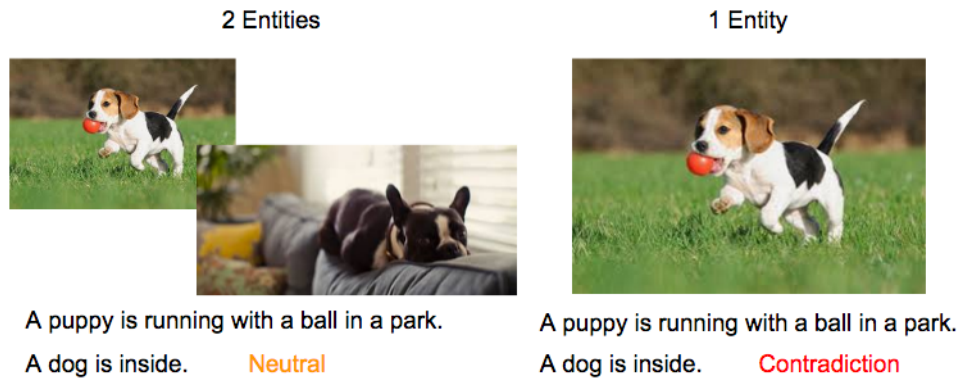 2 Entities
1 Entity
A puppy is running with a ball in a park.
A dog is inside. Neutral
A puppy is running with a ball in a park.
A dog is inside. Contradiction